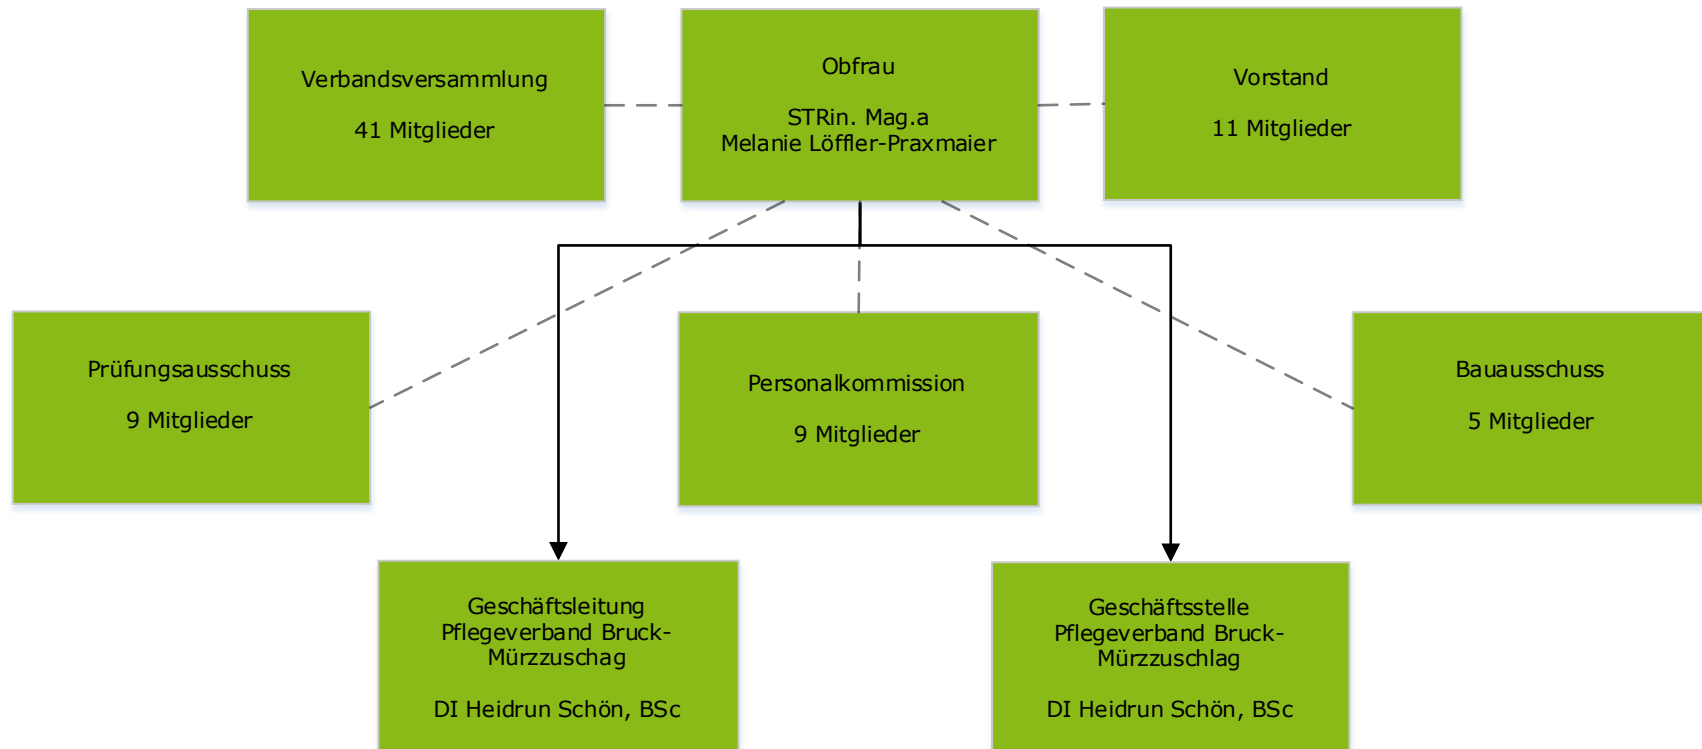 Verbandsversammlung
41 Mitglieder
Obfrau
STRin. Mag.a
Melanie Löffler-Praxmaier
Vorstand
11 Mitglieder
Prüfungsausschuss
9 Mitglieder
Personalkommission
9 Mitglieder
Bauausschuss
5 Mitglieder
Geschäftsleitung
Pflegeverband Bruck-
Mürzzuschag
DI Heidrun Schön, BSc
Geschäftsstelle
Pflegeverband Bruck-
Mürzzuschlag
DI Heidrun Schön, BSc